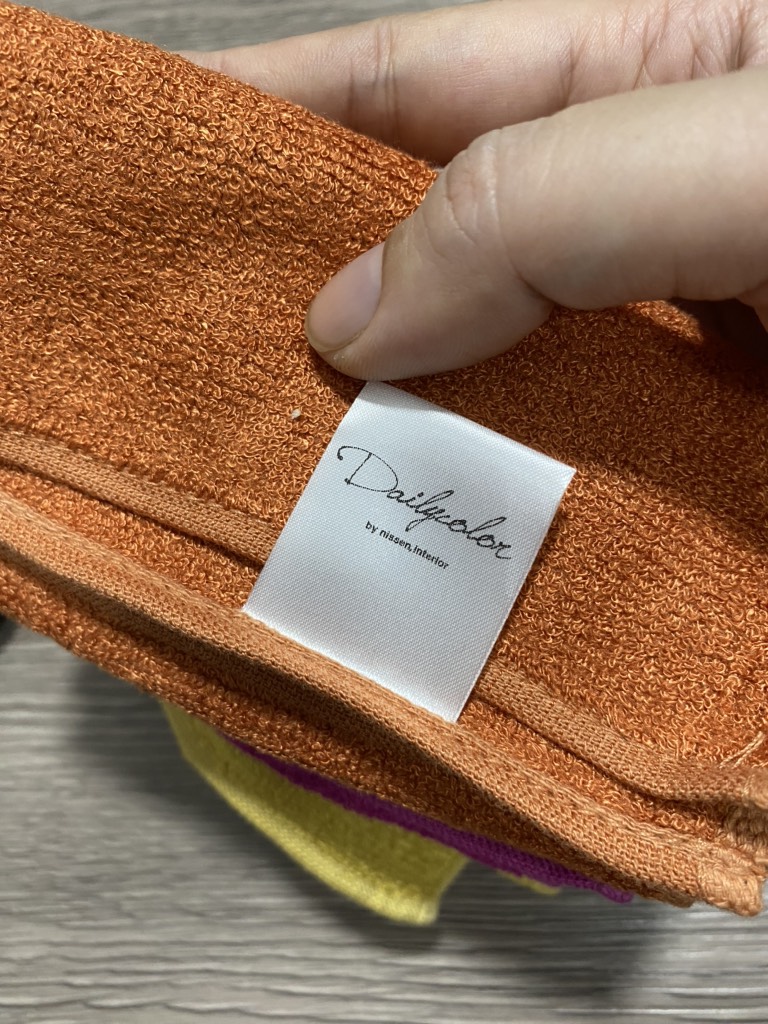 Dailycolor
by nissen, interior